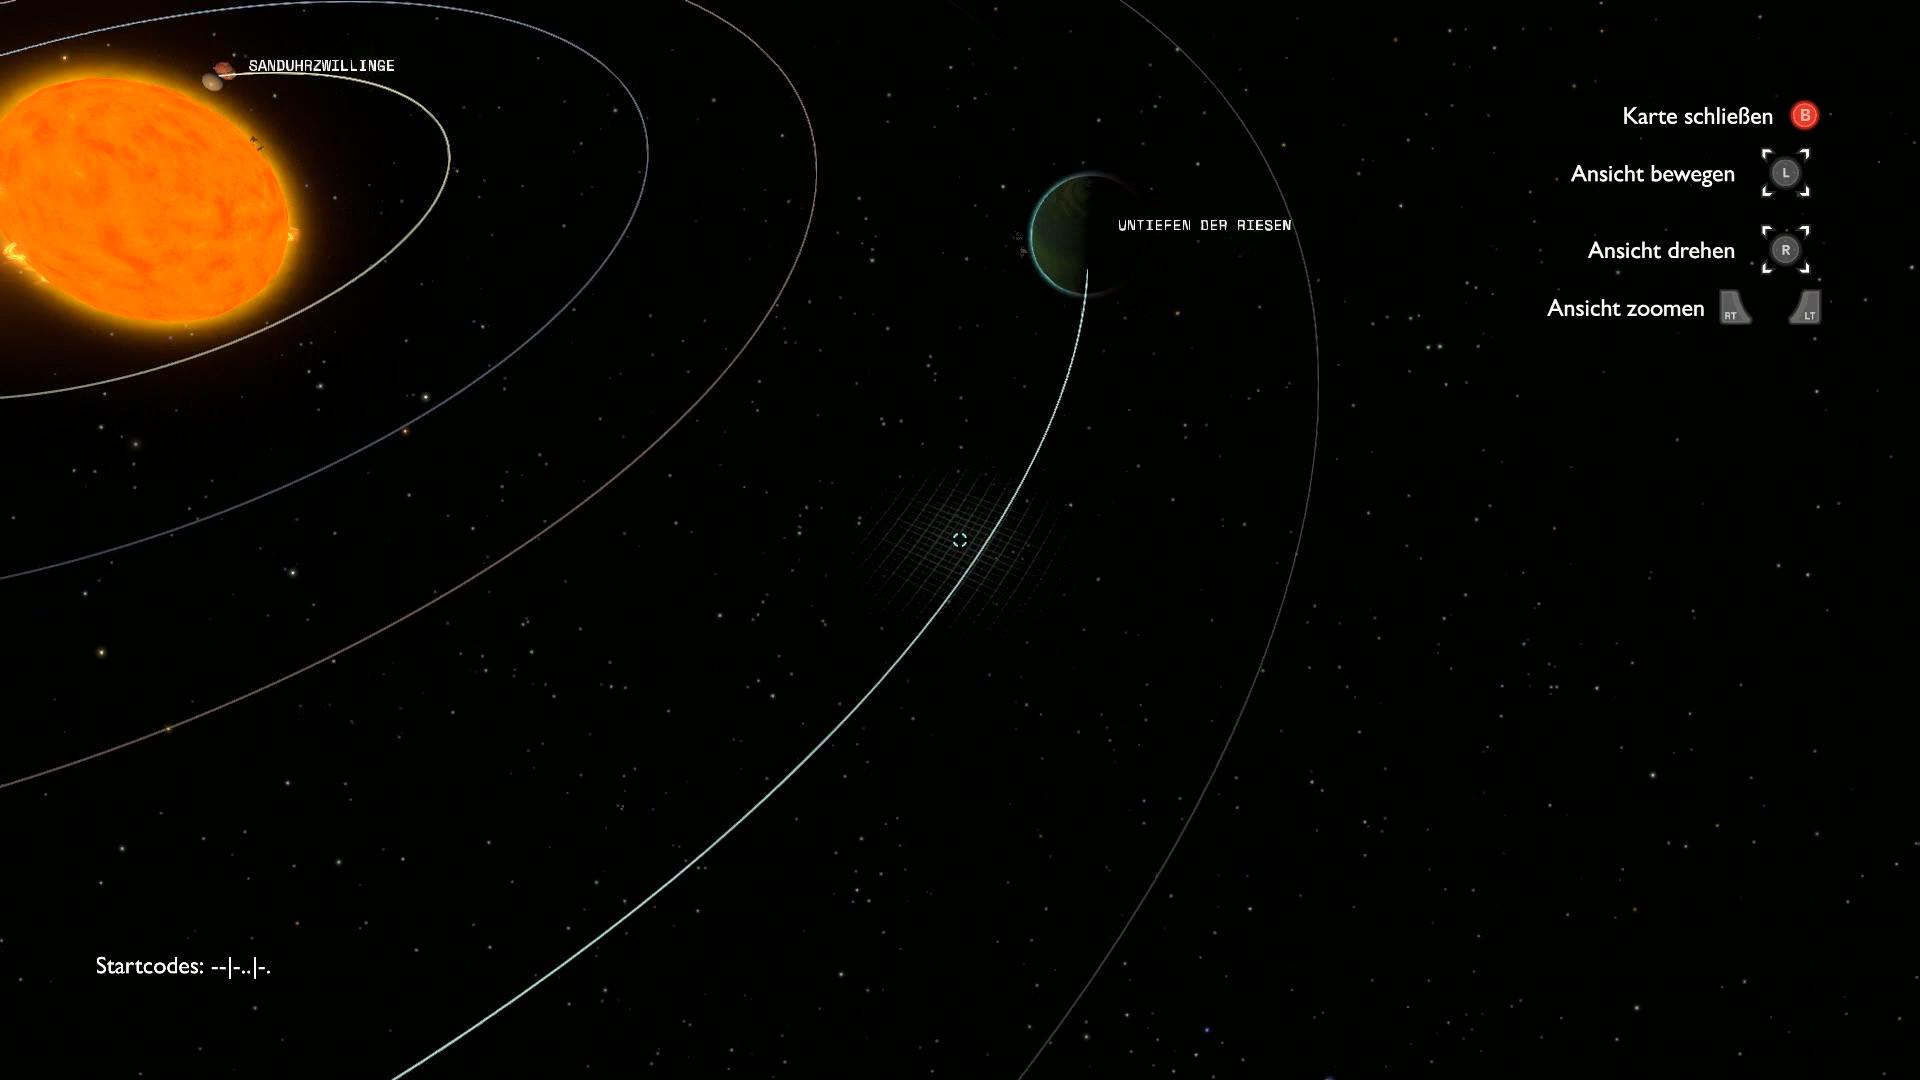 SANDUHRZWILLINGE
UNTIEFEN DER RIESEN
Karte schließen B
Ansicht bewegen L
Ansicht drehen R
Ansicht zoomen RT LT
Startcodes: --|-..|-.